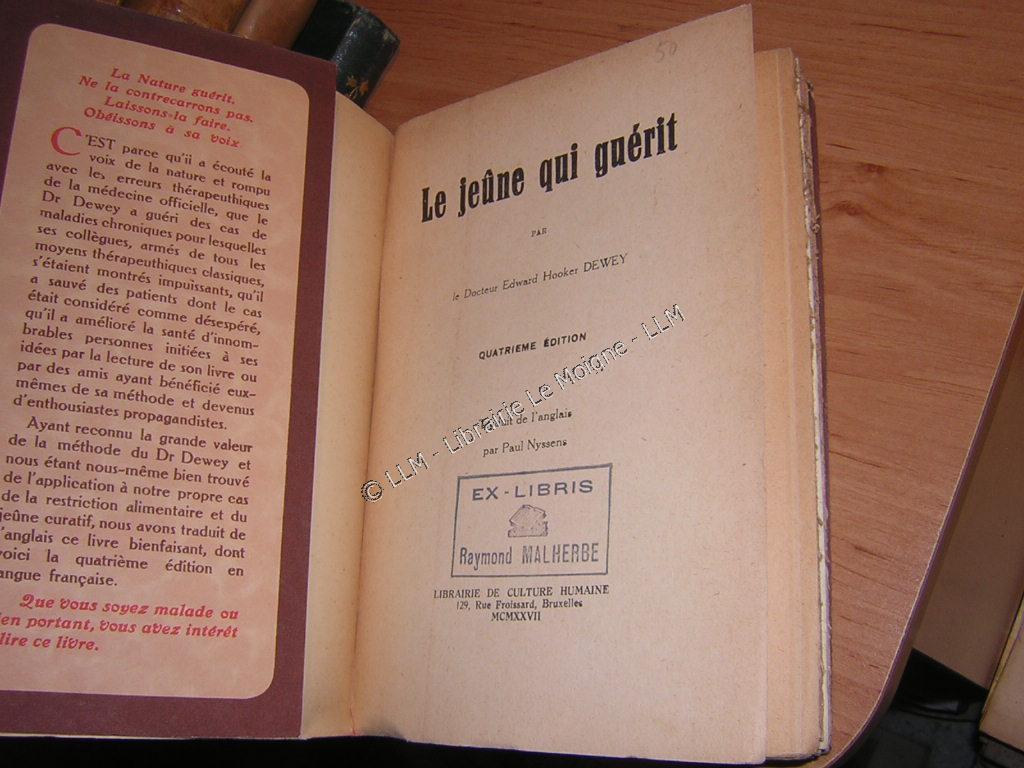 La Nature guérit.
Ne la contrecarrons pas.
Laissons-la faire.
Obéissons à sa voix.
C'EST parce qu'il a écouté la
voix de la nature et rompu
avec les erreurs thérapeuthiques
de la médecine officielle, que le
Dr Dewey a guéri des cas de
maladies chroniques pour lesquelles
ses collègues, armés de tous les
moyens thérapeuthiques classiques,
s'étaient montrés impuissants, qu'il
a sauvé des patients dont le cas
était considéré comme désespéré,
qu'il a amélioré la santé d'innom-
brables personnes initiées à ses
idées par la lecture de son livre ou
par des amis ayant bénéficié eux-
mêmes de sa méthode et devenus
d'enthousiastes propagandistes.
Ayant reconnu la grande valeur
de la méthode du Dr Dewey et
nous étant nous-même bien trouvé
de l'application à notre propre cas
de la restriction alimentaire et du
jeûne curatif, nous avons traduit de
l'anglais ce livre bienfaisant, dont
voici la quatrième édition en
langue française.
Que vous soyez malade ou
ien portant, vous avez intérêt
lire ce livre.
50
Le jeûne qui guérit
PAR
le Docteur Edward Hooker DEWEY
QUATRIEME ÉDITION
uit de l'anglais
par Paul Nyssens
© LLM - Librairie Le Moigne - LLM
EX-LIBRIS
Raymond MALHERBE
LIBRAIRIE DE CULTURE HUMAINE
129, Rue Froissard, Bruxelles
MCMXXVII